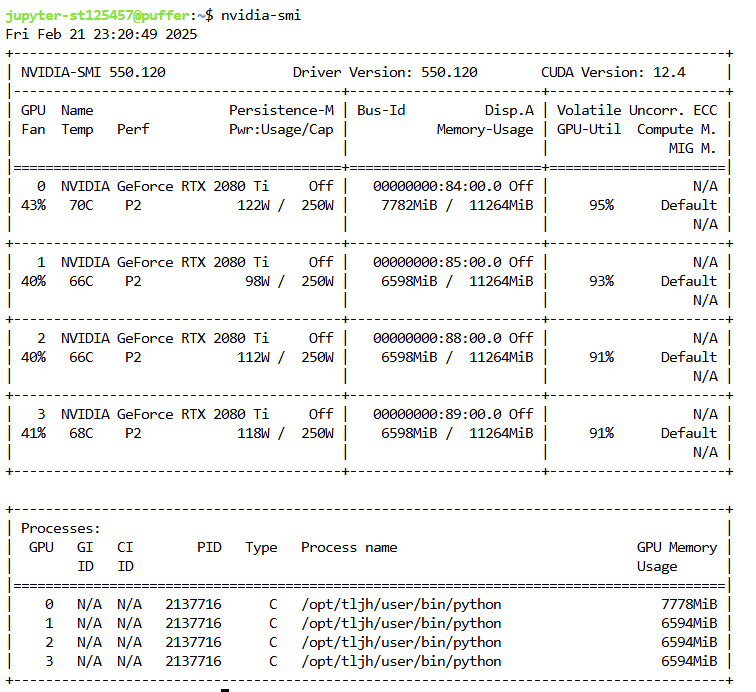 jupyter-st125457@puffer:~$ nvidia-smi
Fri Feb 21 23:20:49 2025
+-----------------------------------------------------------------------------------------+
| NVIDIA-SMI 550.120                Driver Version: 550.120        CUDA Version: 12.4     |
|-----------------------------------------+------------------------+----------------------+
| GPU  Name                 Persistence-M | Bus-Id          Disp.A | Volatile Uncorr. ECC |
| Fan  Temp   Perf          Pwr:Usage/Cap |           Memory-Usage | GPU-Util  Compute M. |
|                                         |                        |               MIG M. |
|=========================================+========================+======================|
|   0  NVIDIA GeForce RTX 2080 Ti     Off |   00000000:84:00.0 Off |                  N/A |
| 43%   70C    P2            122W /  250W |    7782MiB /  11264MiB |     95%      Default |
|                                         |                        |                  N/A |
+-----------------------------------------+------------------------+----------------------+
|   1  NVIDIA GeForce RTX 2080 Ti     Off |   00000000:85:00.0 Off |                  N/A |
| 40%   66C    P2             98W /  250W |    6598MiB /  11264MiB |     93%      Default |
|                                         |                        |                  N/A |
+-----------------------------------------+------------------------+----------------------+
|   2  NVIDIA GeForce RTX 2080 Ti     Off |   00000000:88:00.0 Off |                  N/A |
| 40%   66C    P2            112W /  250W |    6598MiB /  11264MiB |     91%      Default |
|                                         |                        |                  N/A |
+-----------------------------------------+------------------------+----------------------+
|   3  NVIDIA GeForce RTX 2080 Ti     Off |   00000000:89:00.0 Off |                  N/A |
| 41%   68C    P2            118W /  250W |    6598MiB /  11264MiB |     91%      Default |
|                                         |                        |                  N/A |
+-----------------------------------------+------------------------+----------------------+

+-----------------------------------------------------------------------------------------+
| Processes:                                                                              |
|  GPU   GI   CI        PID   Type   Process name                              GPU Memory |
|        ID   ID                                                               Usage      |
|=========================================================================================|
|    0   N/A  N/A   2137716      C   /opt/tljh/user/bin/python                    7778MiB |
|    1   N/A  N/A   2137716      C   /opt/tljh/user/bin/python                    6594MiB |
|    2   N/A  N/A   2137716      C   /opt/tljh/user/bin/python                    6594MiB |
|    3   N/A  N/A   2137716      C   /opt/tljh/user/bin/python                    6594MiB |
+-----------------------------------------------------------------------------------------+